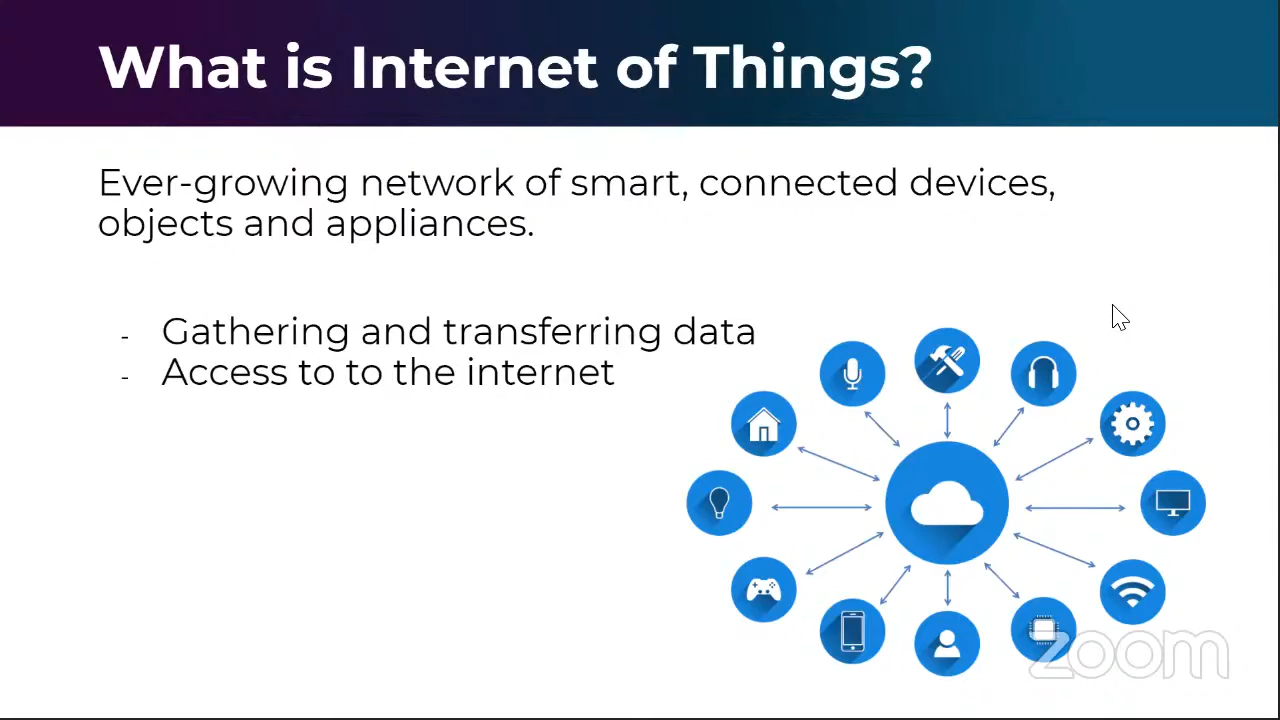 What is Internet of Things?
Ever-growing network of smart, connected devices,
objects and appliances.
- Gathering and transferring data
- Access to to the internet
zoom